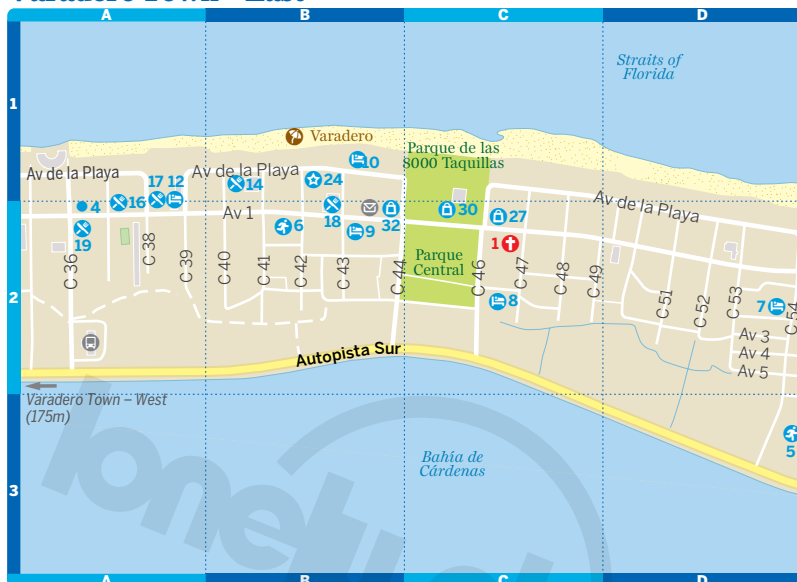 A
B
C
D
Straits of
Florida
1
Varadero
Parque de las
8000 Taquillas
10
Av de la Playa
Av de la Playa
17 12
14
24
Av de la Playa
4
16
Av 1
18
32
30
27
19
6
9
1
Parque
Central
C 36
C 38
C 39
C 40
C 41
C 42
C 43
C 44
C 46
C 47
C 48
C 49
C 51
C 52
C 53
C 54
2
8
7
Av 3
Av 4
Av 5
Autopista Sur
Varadero Town – West
(175m)
5
Bahía de
Cárdenas
3
lonely
A
B
C
D